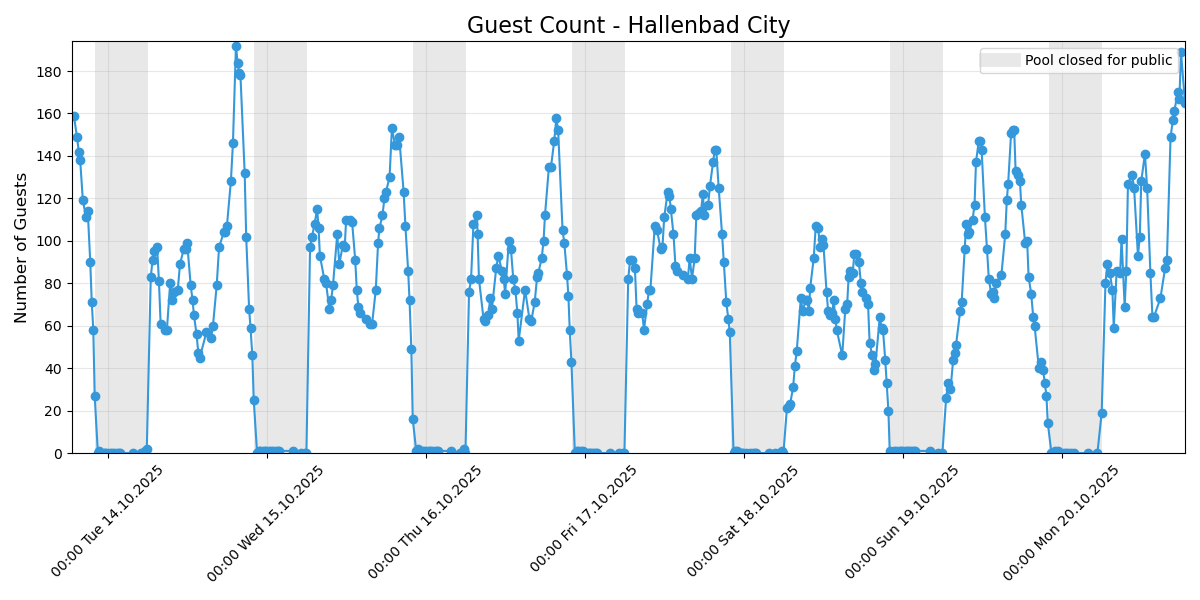 Guest Count - Hallenbad City
Pool closed for public
Number of Guests
180
160
140
120
100
80
60
40
20
0
00:00 Tue 14.10.2025
00:00 Wed 15.10.2025
00:00 Thu 16.10.2025
00:00 Fri 17.10.2025
00:00 Sat 18.10.2025
00:00 Sun 19.10.2025
00:00 Mon 20.10.2025